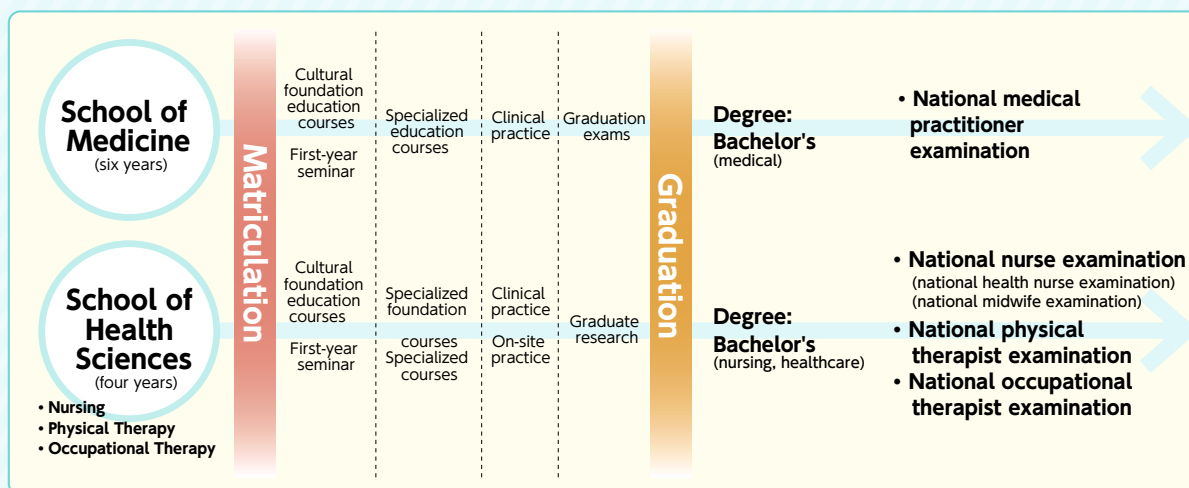 School of
Medicine
(six years)
Matriculation
Cultural
foundation
education
courses
First-year
seminar
Specialized
education
courses
Clinical
practice
Graduation
exams
Graduation
Degree:
Bachelor's
(medical)
• National medical
practitioner
examination
School of
Health
Sciences
(four years)
• Nursing
• Physical Therapy
• Occupational Therapy
Cultural
foundation
education
courses
First-year
seminar
Specialized
foundation
courses
Specialized
courses
Clinical
practice
On-site
practice
Graduate
research
Degree:
Bachelor's
(nursing, healthcare)
• National nurse examination
(national health nurse examination)
(national midwife examination)
• National physical
therapist examination
• National occupational
therapist examination